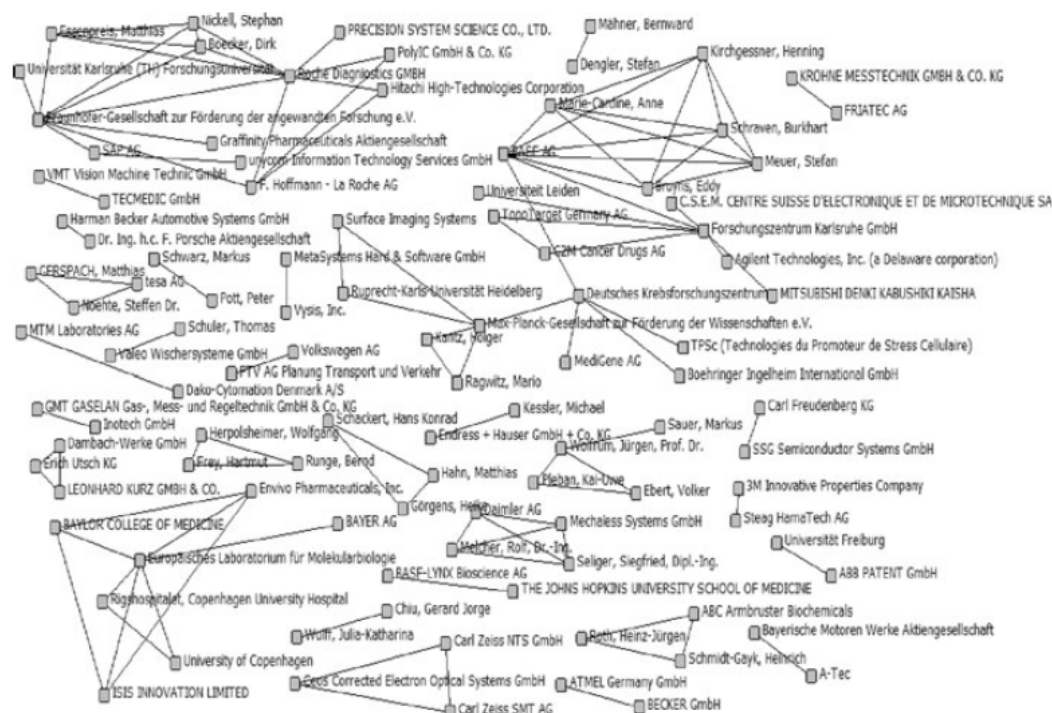 Nickell, Stephan
Essenpreis, Matthias
Boecker, Dirk
PRECISION SYSTEM SCIENCE CO., LTD.
PolyIC GmbH & Co. KG
Universität Karlsruhe (TH) Forschungsuniversität
Roche Diagnostics GMBH
Hitachi High-Technologies Corporation
Fraunhofer-Gesellschaft zur Förderung der angewandten Forschung e.V.
Graffinity Pharmaceuticals Aktiengesellschaft
SAP AG
unycom Information Technology Services GmbH
VMT Vision Machine Technic GmbH
F. Hoffmann - La Roche AG
TECMEDIC GmbH
Mähner, Bernward
Dengler, Stefan
Kirchgessner, Henning
KROHNE MESSTECHNIK GMBH & CO. KG
Marie-Cardine, Anne
FRIATEC AG
Schraven, Burkhart
BASF AG
Meuer, Stefan
Bruyns, Eddy
Universiteit Leiden
C.S.E.M. CENTRE SUISSE D'ELECTRONIQUE ET DE MICROTECHNIQUE SA
TopoTarget Germany AG
Forschungszentrum Karlsruhe GmbH
G2M Cancer Drugs AG
Agilent Technologies, Inc. (a Delaware corporation)
Harman Becker Automotive Systems GmbH
Surface Imaging Systems
Dr. Ing. h.c. F. Porsche Aktiengesellschaft
Schwarz, Markus
MetaSystems Hard & Software GmbH
GERSPACH, Matthias
tesa AG
Pott, Peter
Ruprecht-Karls-Universität Heidelberg
Deutsches Krebsforschungszentrum
MITSUBISHI DENKI KABUSHIKI KAISHA
Noehte, Steffen Dr.
Vysis, Inc.
MTM Laboratories AG
Schuler, Thomas
Max-Planck-Gesellschaft zur Förderung der Wissenschaften e.V.
Kantz, Holger
Valeo Wischersysteme GmbH
Volkswagen AG
TPSc (Technologies du Promoteur de Stress Cellulaire)
MediGene AG
PTV AG Planung Transport und Verkehr
Boehringer Ingelheim International GmbH
Dako-Cytomation Denmark A/S
Ragwitz, Mario
GMT GASELAN Gas-, Mess- und Regeltechnik GmbH & Co. KG
Schackert, Hans Konrad
Kessler, Michael
Carl Freudenberg KG
Inotech GmbH
Herpolsheimer, Wolfgang
Endress + Hauser GmbH + Co. KG
Sauer, Markus
Dambach-Werke GmbH
Wolfrum, Jürgen, Prof. Dr.
SSG Semiconductor Systems GmbH
Erich Utsch KG
Frey, Hartmut
Runge, Bernd
Hahn, Matthias
Pleban, Kai-Uwe
LEONHARD KURZ GMBH & CO.
Envivo Pharmaceuticals, Inc.
Ebert, Volker
3M Innovative Properties Company
Görgens, Heike
Daimler AG
BAYLOR COLLEGE OF MEDICINE
BAYER AG
Mechaless Systems GmbH
Steag HamaTech AG
Melcher, Rolf, Dr.-Ing.
Universität Freiburg
Europäisches Laboratorium für Molekularbiologie
Seliger, Siegfried, Dipl.-Ing.
BASF-LYNX Bioscience AG
ABB PATENT GmbH
THE JOHNS HOPKINS UNIVERSITY SCHOOL OF MEDICINE
Rigshospitalet, Copenhagen University Hospital
Chiu, Gerard Jorge
ABC Armbruster Biochemicals
Wulff, Julia-Katharina
Carl Zeiss NTS GmbH
Roth, Heinz-Jürgen
Bayerische Motoren Werke Aktiengesellschaft
University of Copenhagen
Schmidt-Gayk, Heinrich
A-Tec
ISIS INNOVATION LIMITED
Ceos Corrected Electron Optical Systems GmbH
ATMEL Germany GmbH
Carl Zeiss SMT AG
BECKER GmbH